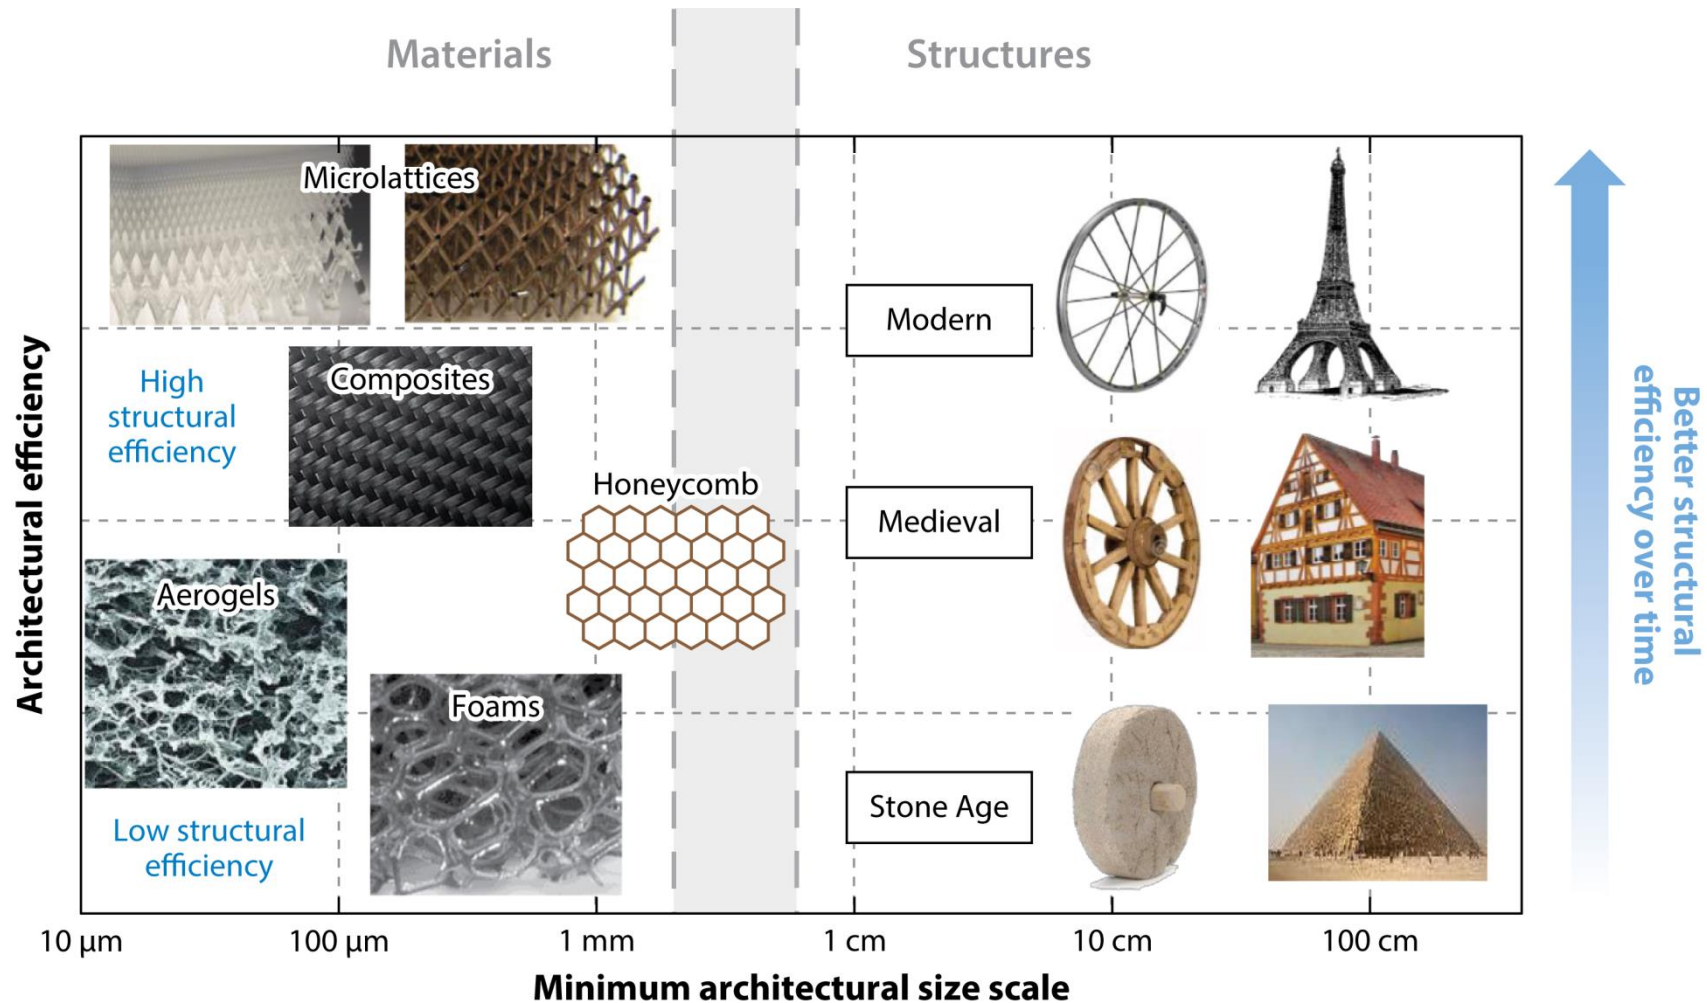 Materials
Structures
Microlattices
Modern
High
structural
efficiency
Composites
Honeycomb
Medieval
Aerogels
Foams
Stone Age
Low structural
efficiency
Architectural efficiency
Better structural
efficiency over time
10 µm
100 µm
1 mm
1 cm
10 cm
100 cm
Minimum architectural size scale